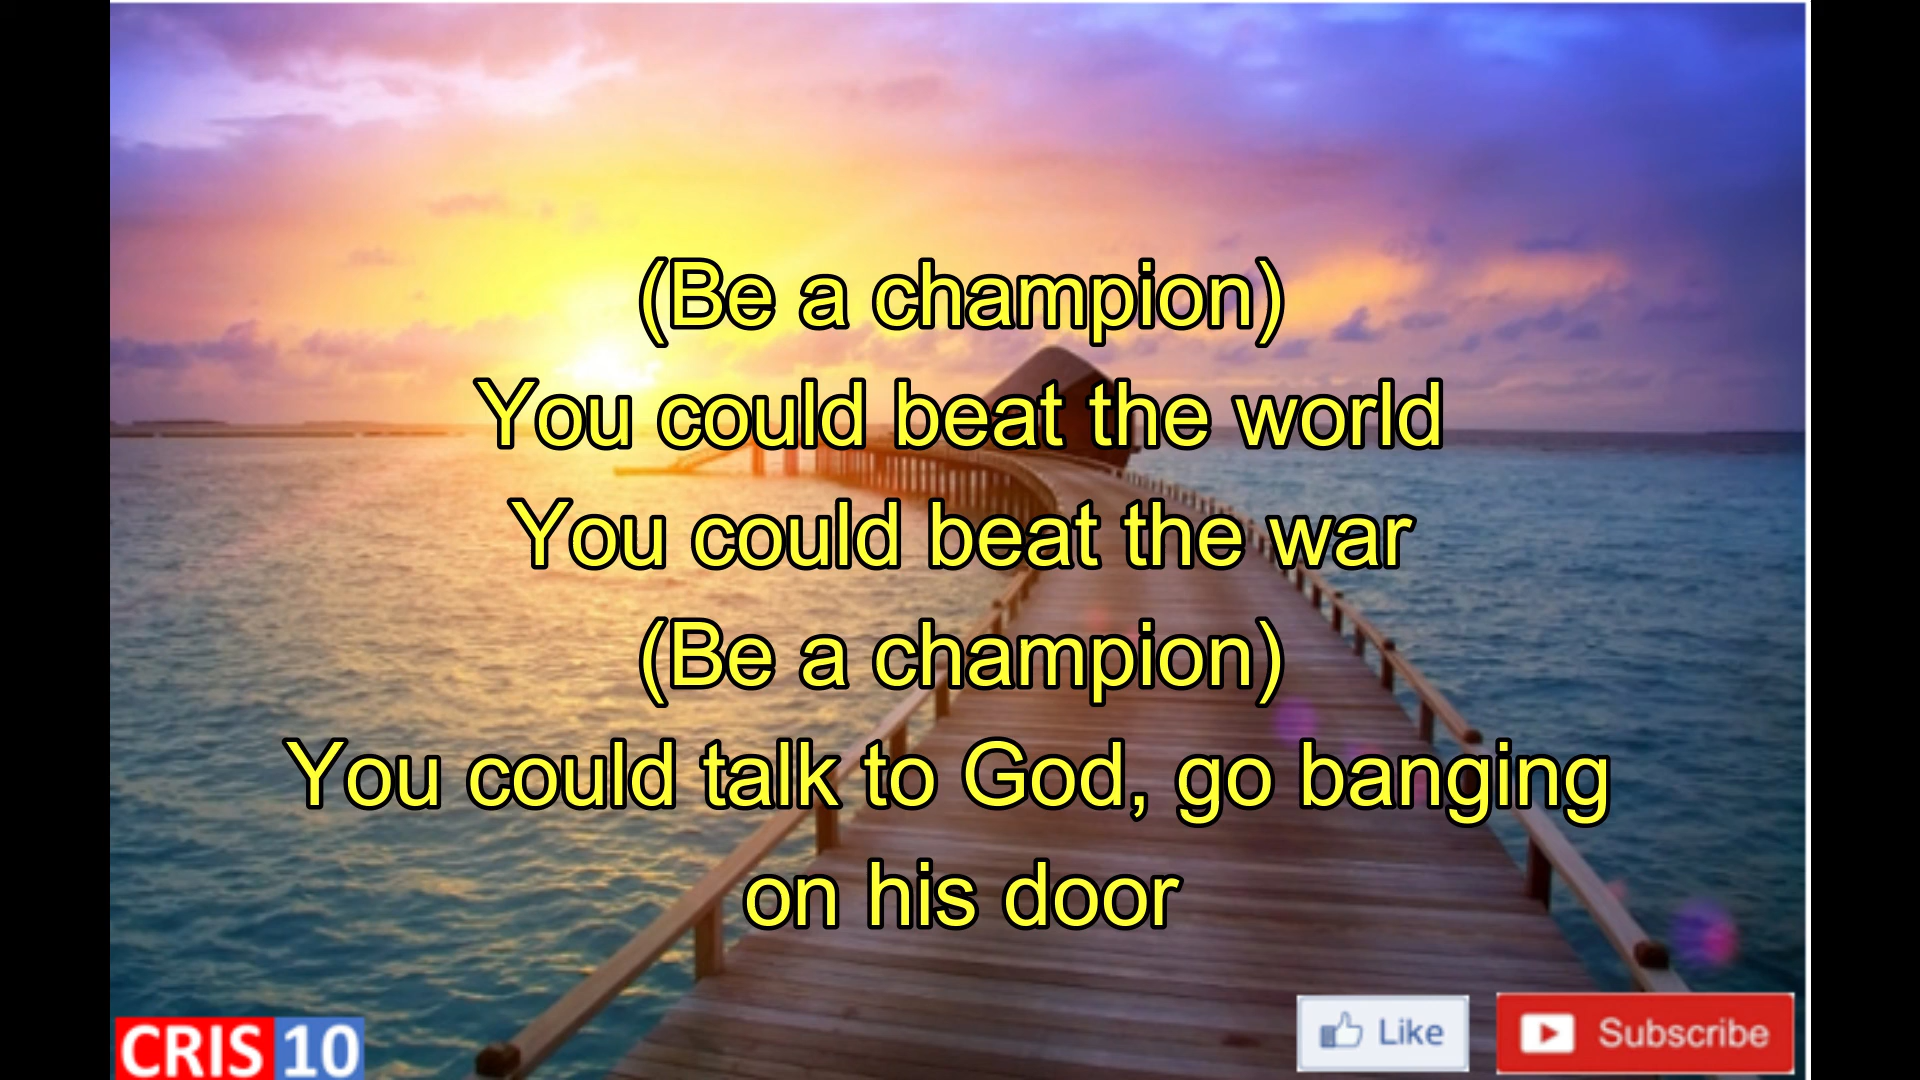 (Be a champion)
You could beat the world
You could beat the war
(Be a champion)
You could talk to God, go banging
on his door
CRIS 10
Like
Subscribe